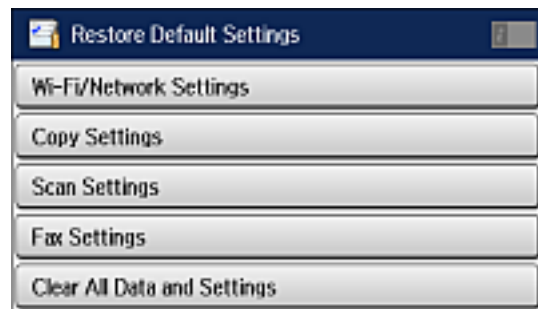 Restore Default Settings
Wi-Fi/Network Settings
Copy Settings
Scan Settings
Fax Settings
Clear All Data and Settings